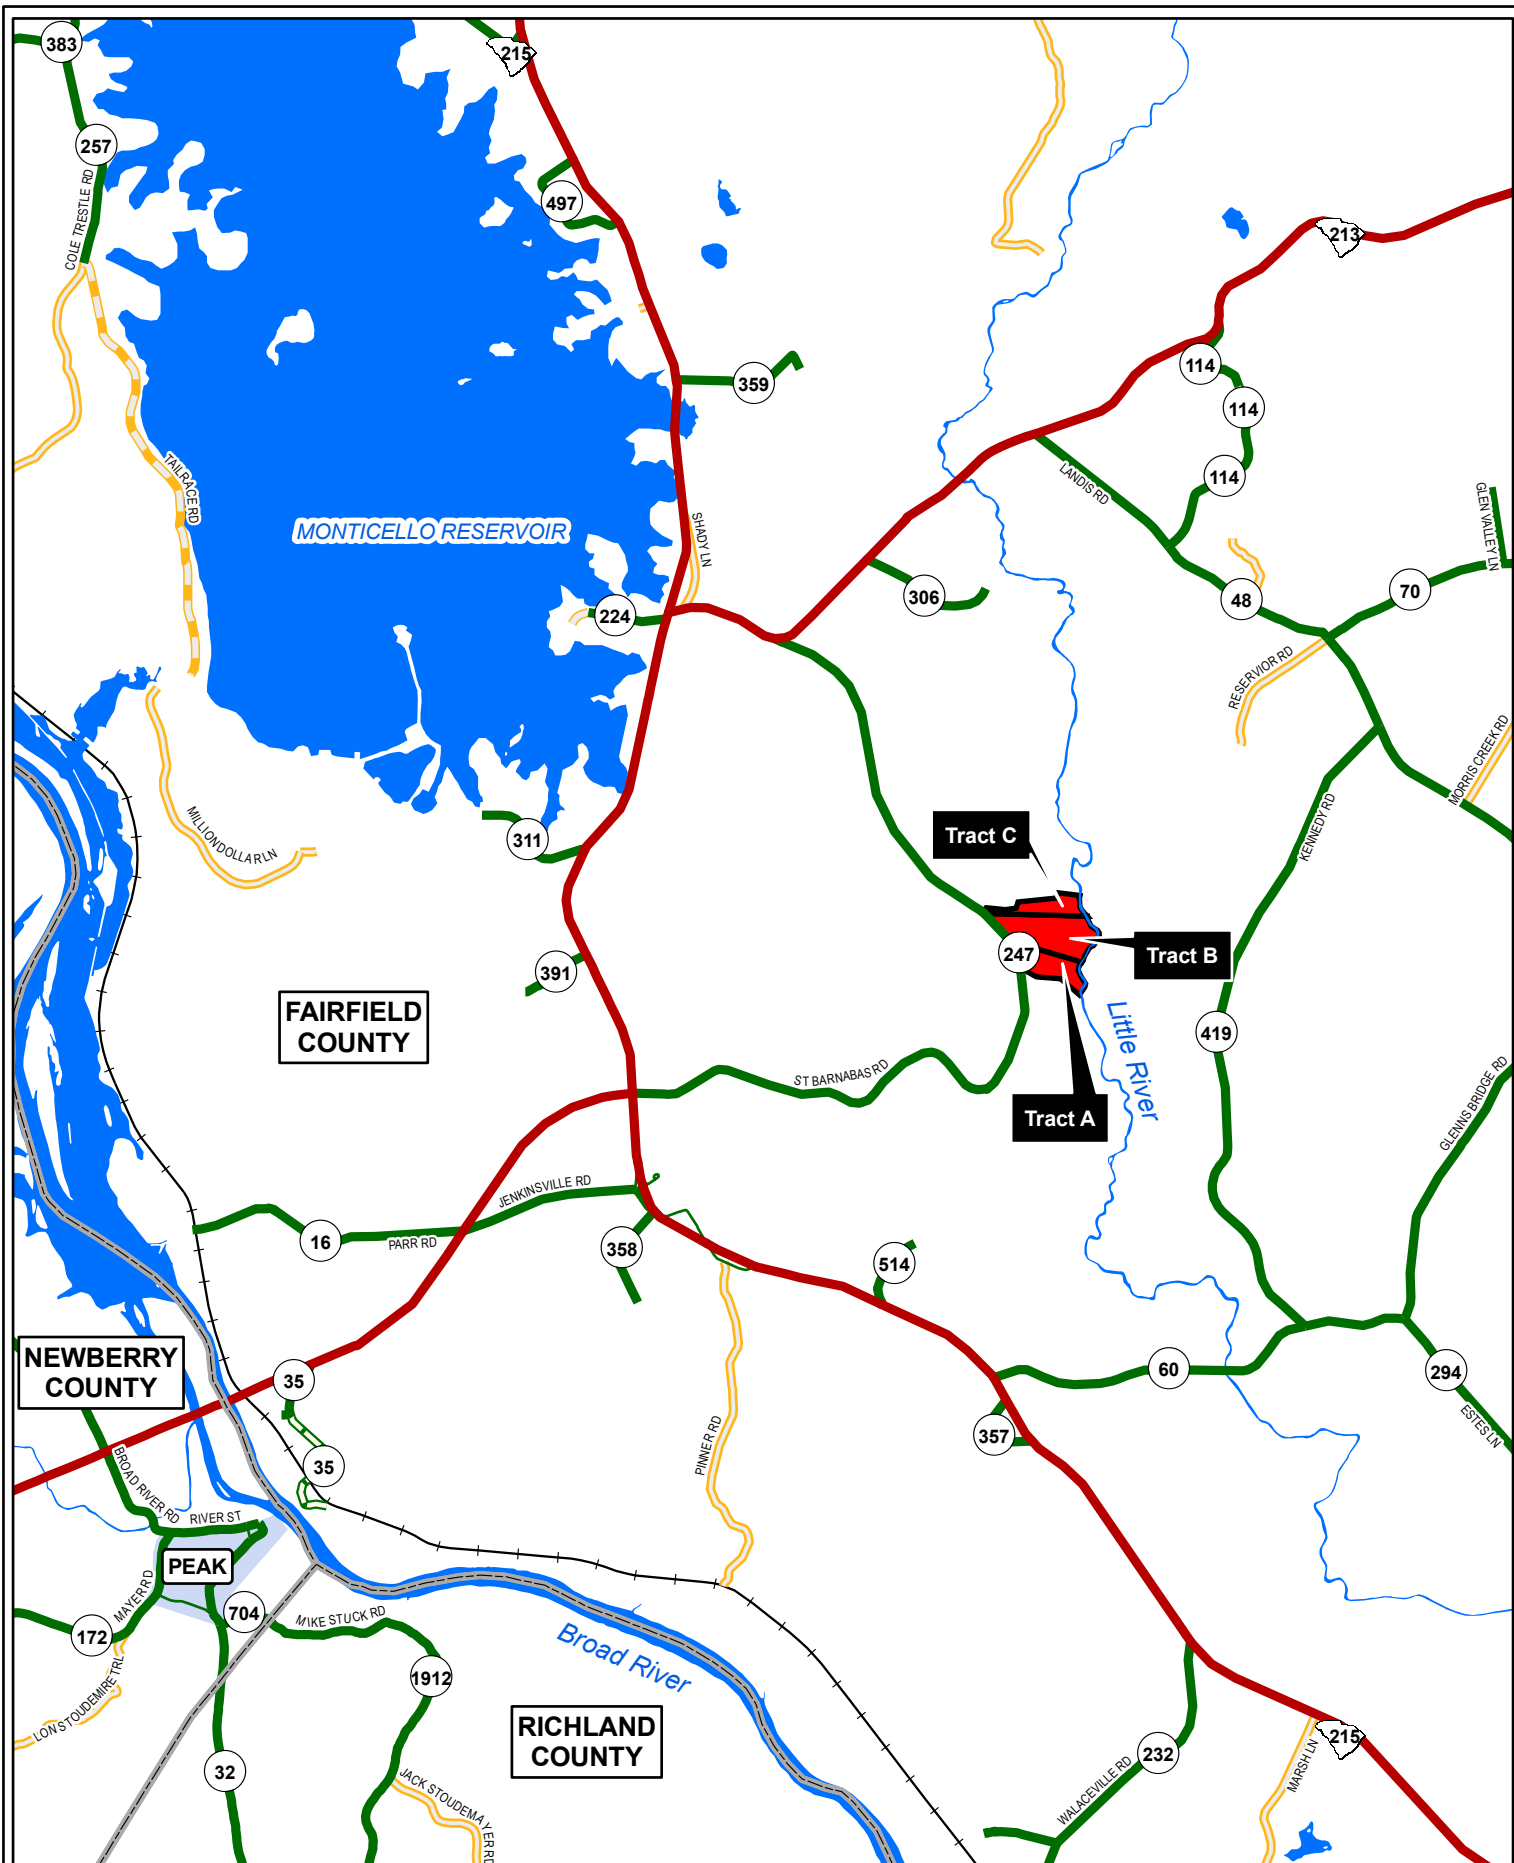 383
215
257
COLE TRESTLE RD
497
213
359
114
114
114
LANDIS RD
TAILRACE RD
MONTICELLO RESERVOIR
SHADY LN
GLEN VALLEY LN
224
306
48
70
RESERVIOR RD
MORRIS CREEK RD
MILLIONDOLLAR LN
311
KENNEDY RD
Tract C
247
Tract B
391
FAIRFIELD
COUNTY
Little River
419
ST BARNABAS RD
Tract A
GLENNS BRIDGE RD
JENKINSVILLE RD
16
PARR RD
358
514
NEWBERRY
COUNTY
35
60
294
ESTES LN
357
35
BROAD RIVER RD
RIVER ST
PINNER RD
PEAK
MAYER RD
704
MIKE STUCK RD
172
LON STOUDEMIRE TRL
1912
Broad River
RICHLAND
COUNTY
32
JACK STOUDEMAYER RD
232
WALACEVILLE RD
MARSH LN
215